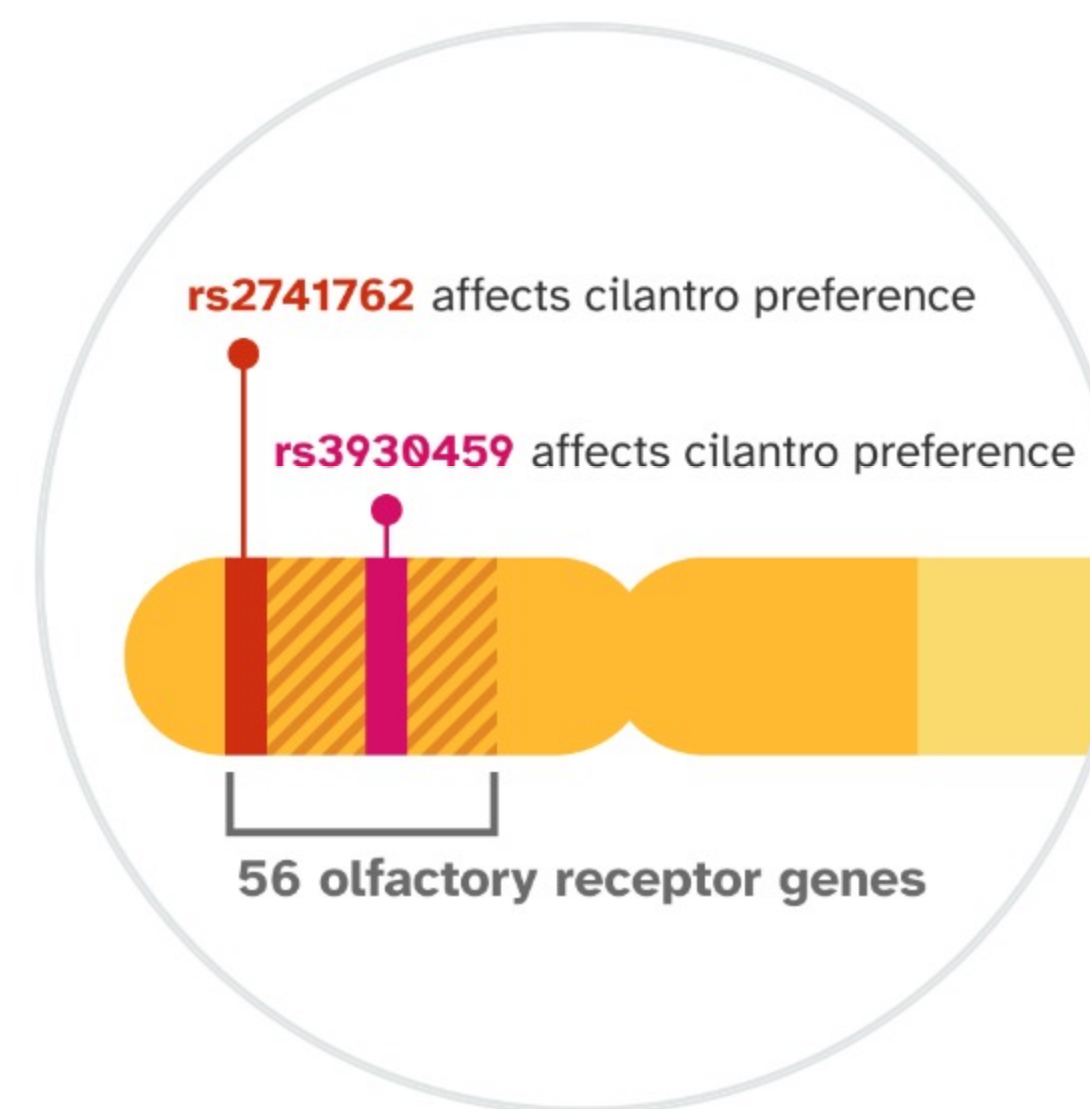 rs2741762 affects cilantro preference
rs3930459 affects cilantro preference
56 olfactory receptor genes